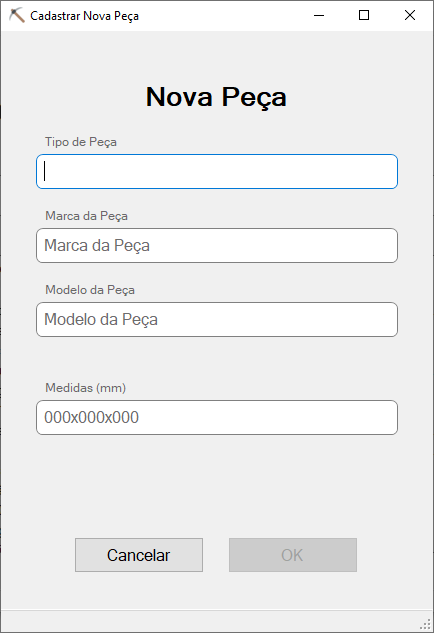 Cadastrar Nova Peça
Nova Peça
Tipo de Peça
Marca da Peça
Marca da Peça
Modelo da Peça
Modelo da Peça
Medidas (mm)
000x000x000
Cancelar
OK